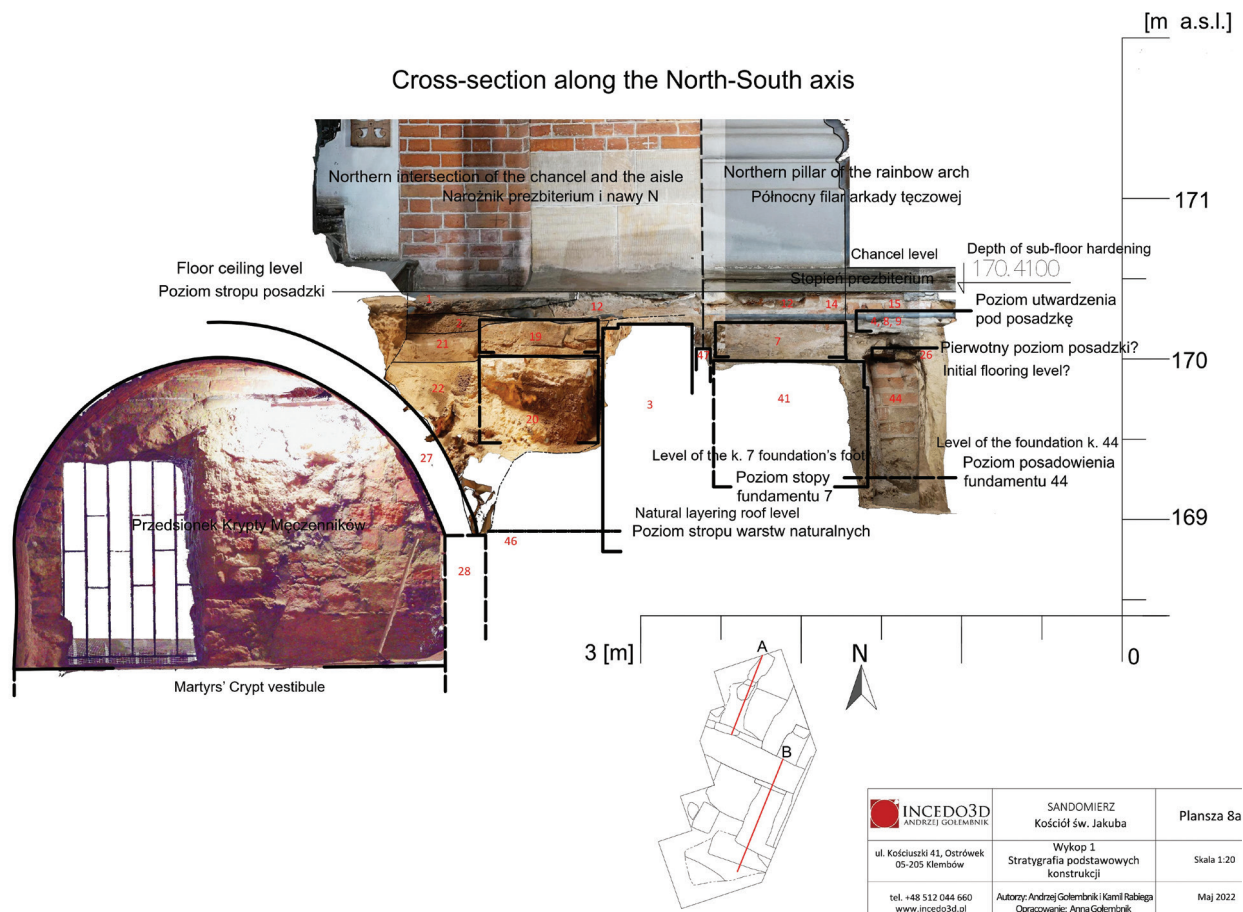 [m a.s.l.]
Cross-section along the North-South axis
Northern intersection of the chancel and the aisle
Narożnik prezbiterium i nawy N
Northern pillar of the rainbow arch
Północny filar arkady tęczowej
171
Chancel level
Depth of sub-floor hardening
Stopień prezbiterium
170.4100
Floor ceiling level
Poziom stropu posadzki
Poziom utwardzenia
pod posadzkę
12
14
15
8, 9
21
19
7
47
26
Pierwotny poziom posadzki?
170
Initial flooring level?
22
3
41
44
20
27
Level of the k. 7 foundation's foot
Poziom stopy
fundamentu 7
Level of the foundation k. 44
Poziom posadowienia
fundamentu 44
Natural layering roof level
Poziom stropu warstw naturalnych
169
Przedsionek Krypty Męczenników
46
28
3 [m]
0
Martyrs' Crypt vestibule
A
N
B
INCEDO3D
ANDRZEJ GOŁEMBNIK
SANDOMIERZ
Kościół św. Jakuba
Plansza 8a
ul. Kościuszki 41, Ostrówek
05-205 Klembów
Wykop 1
Stratygrafia podstawowych
konstrukcji
Skala 1:20
tel. +48 512 044 660
www.incedo3d.pl
Autorzy: Andrzej Gołembnik i Kamil Rabiega
Opracowanie: Anna Gołembnik
Maj 2022